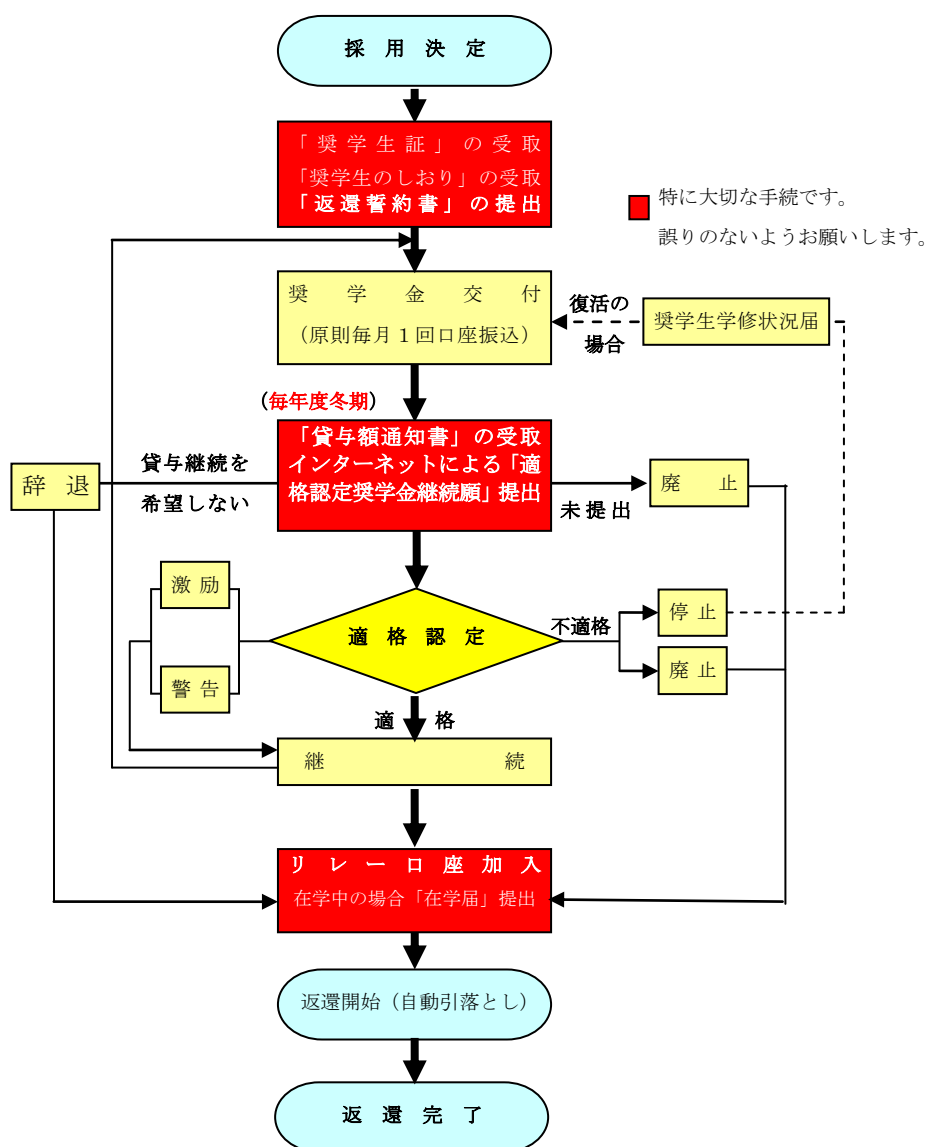 採用決定
「奨学生証」の受取
「奨学生のしおり」の受取
「返還誓約書」の提出
特に大切な手続です。
誤りのないようお願いします。
奨学金交付
(原則毎月1回口座振込)
復活の
場合
奨学生学修状況届
(毎年度冬期)
「貸与額通知書」の受取
インターネットによる「適
格認定奨学金継続願」提出
貸与継続を
希望しない
辞退
未提出
廃止
激励
警告
適格認定
不適格
停止
廃止
適格
継続
リレー口座加入
在学中の場合「在学届」提出
返還開始(自動引落とし)
返還完了